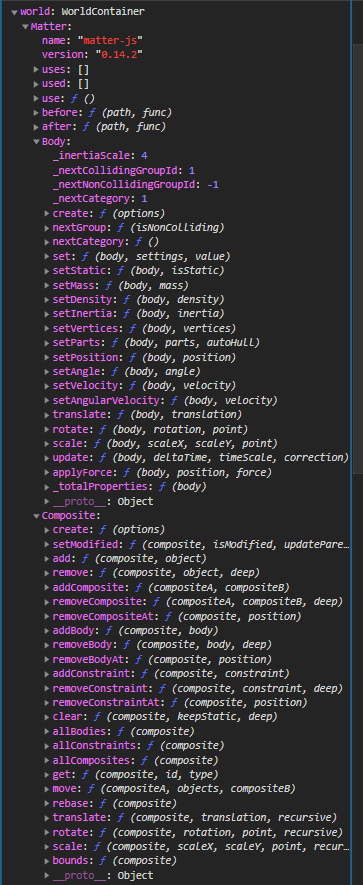 world: WorldContainer
Matter:
name: "matter-js"
version: "0.14.2"
uses: []
used: []
use: ƒ ()
before: ƒ (path, func)
after: ƒ (path, func)
Body:
_inertiaScale: 4
_nextCollidingGroupId: 1
_nextNonCollidingGroupId: -1
_nextCategory: 1
create: ƒ (options)
nextGroup: ƒ (isNonColliding)
nextCategory: ƒ ()
set: ƒ (body, settings, value)
setStatic: ƒ (body, isStatic)
setMass: ƒ (body, mass)
setDensity: ƒ (body, density)
setInertia: ƒ (body, inertia)
setVertices: ƒ (body, vertices)
setParts: ƒ (body, parts, autoHull)
setPosition: ƒ (body, position)
setAngle: ƒ (body, angle)
setVelocity: ƒ (body, velocity)
setAngularVelocity: ƒ (body, velocity)
translate: ƒ (body, translation)
rotate: ƒ (body, rotation, point)
scale: ƒ (body, scaleX, scaleY, point)
update: ƒ (body, deltaTime, timeScale, correction)
applyForce: ƒ (body, position, force)
_totalProperties: ƒ (body)
__proto__: Object
Composite:
create: ƒ (options)
setModified: ƒ (composite, isModified, updatePare…
add: ƒ (composite, object)
remove: ƒ (composite, object, deep)
addComposite: ƒ (compositeA, compositeB)
removeComposite: ƒ (compositeA, compositeB, deep)
removeCompositeAt: ƒ (composite, position)
addBody: ƒ (composite, body)
removeBody: ƒ (composite, body, deep)
removeBodyAt: ƒ (composite, position)
addConstraint: ƒ (composite, constraint)
removeConstraint: ƒ (composite, constraint, deep)
removeConstraintAt: ƒ (composite, position)
clear: ƒ (composite, keepStatic, deep)
allBodies: ƒ (composite)
allConstraints: ƒ (composite)
allComposites: ƒ (composite)
get: ƒ (composite, id, type)
move: ƒ (compositeA, objects, compositeB)
rebase: ƒ (composite)
translate: ƒ (composite, translation, recursive)
rotate: ƒ (composite, rotation, point, recursive)
scale: ƒ (composite, scaleX, scaleY, point, recur…
bounds: ƒ (composite)
__proto__: Object